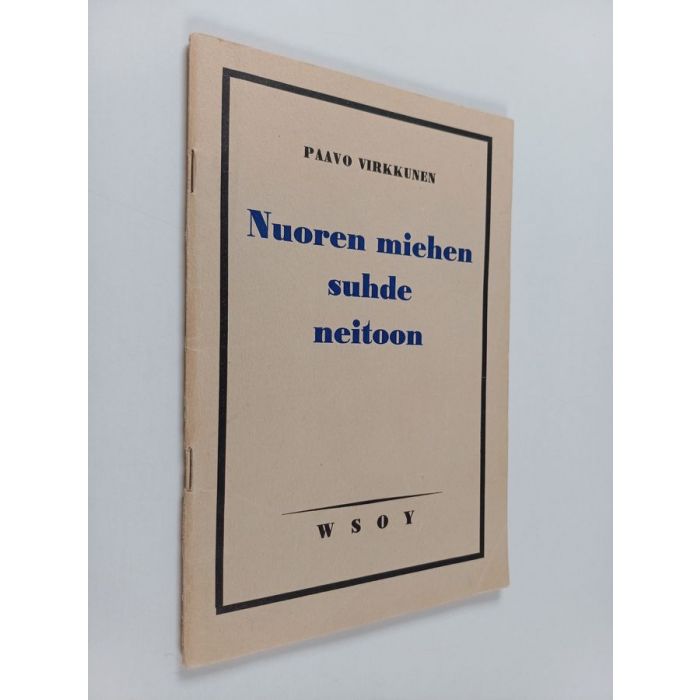 PAAVO VIRKKUNEN
Nuoren miehen
suhde
neitoon
WSOY